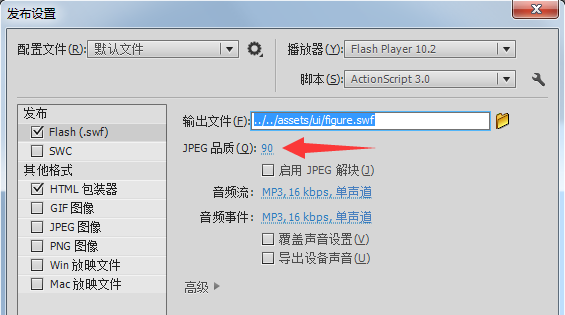 发布设置
配置文件(R): 默认文件
播放器(Y): Flash Player 10.2
脚本(S): ActionScript 3.0
发布
Flash (.swf)
SWC
其他格式
HTML 包装器
GIF 图像
JPEG 图像
PNG 图像
Win 放映文件
Mac 放映文件
输出文件(F): ../../assets/ui/figure.swf
JPEG 品质(Q): 90
启用 JPEG 解块(J)
音频流: MP3, 16 kbps, 单声道
音频事件: MP3, 16 kbps, 单声道
覆盖声音设置(V)
导出设备声音(U)
高级